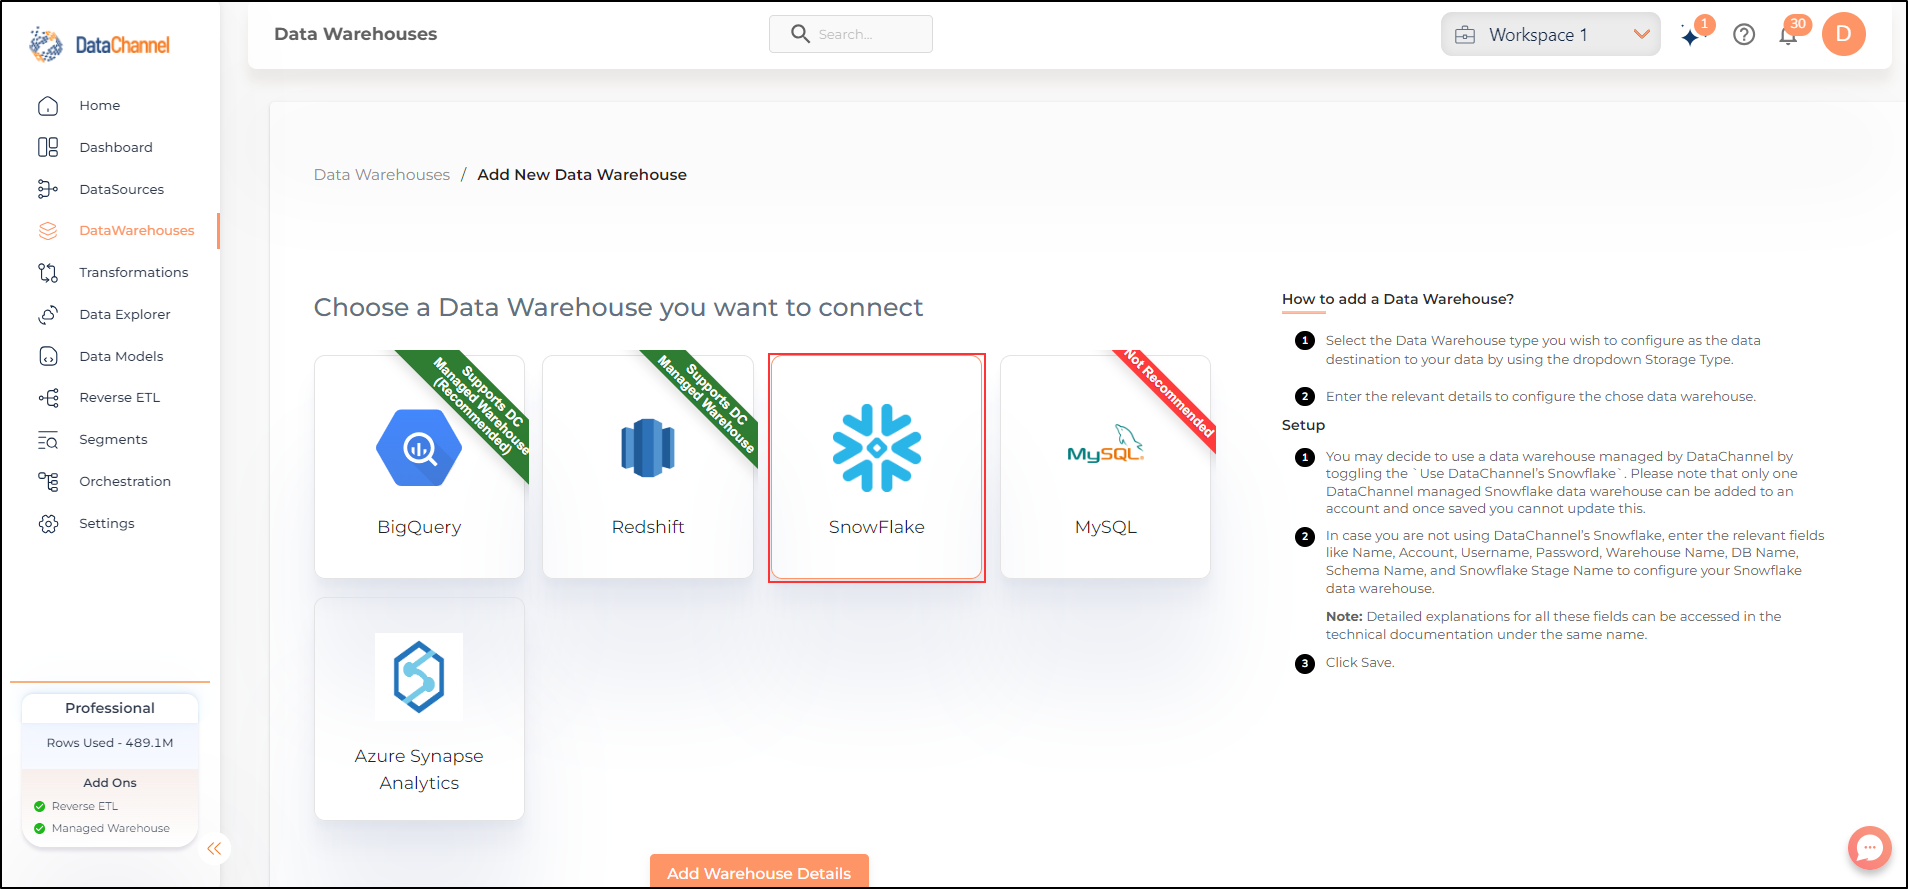 DataChannel
Data Warehouses
Search...
Workspace 1
1
30
D
Home
Dashboard
DataSources
DataWarehouses
Transformations
Data Explorer
Data Models
Reverse ETL
Segments
Orchestration
Settings
Professional
Rows Used - 489.1M
Add Ons
Reverse ETL
Managed Warehouse
Data Warehouses / Add New Data Warehouse
Choose a Data Warehouse you want to connect
Supports DC
Managed Warehouse
(Recommended)
BigQuery
Supports DC
Managed Warehouse
Redshift
SnowFlake
Not Recommended
MySQL
MySQL
Azure Synapse
Analytics
Add Warehouse Details
How to add a Data Warehouse?
1 Select the Data Warehouse type you wish to configure as the data
destination to your data by using the dropdown Storage Type.
2 Enter the relevant details to configure the chose data warehouse.
Setup
1 You may decide to use a data warehouse managed by DataChannel by
toggling the `Use DataChannel's Snowflake`. Please note that only one
DataChannel managed Snowflake data warehouse can be added to an
account and once saved you cannot update this.
2 In case you are not using DataChannel's Snowflake, enter the relevant fields
like Name, Account, Username, Password, Warehouse Name, DB Name,
Schema Name, and Snowflake Stage Name to configure your Snowflake
data warehouse.
Note: Detailed explanations for all these fields can be accessed in the
technical documentation under the same name.
3 Click Save.